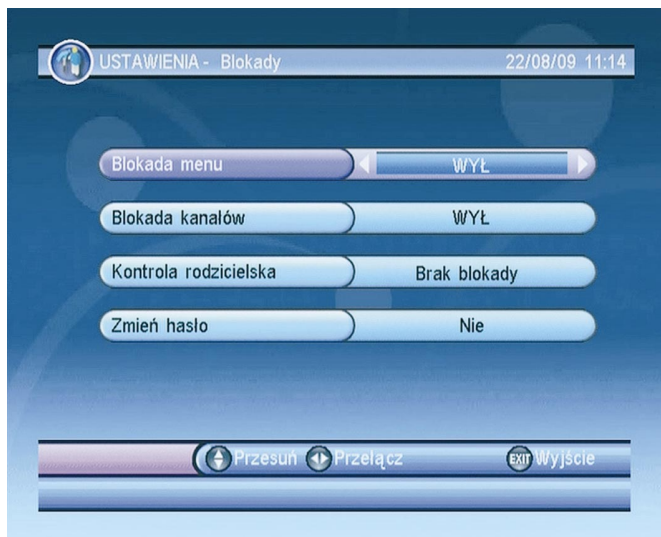 USTAWIENIA - Blokady 22/08/09 11:14
Blokada menu WYŁ
Blokada kanałów WYŁ
Kontrola rodzicielska Brak blokady
Zmień hasło Nie
Przesuń Przełącz EXIT Wyjście